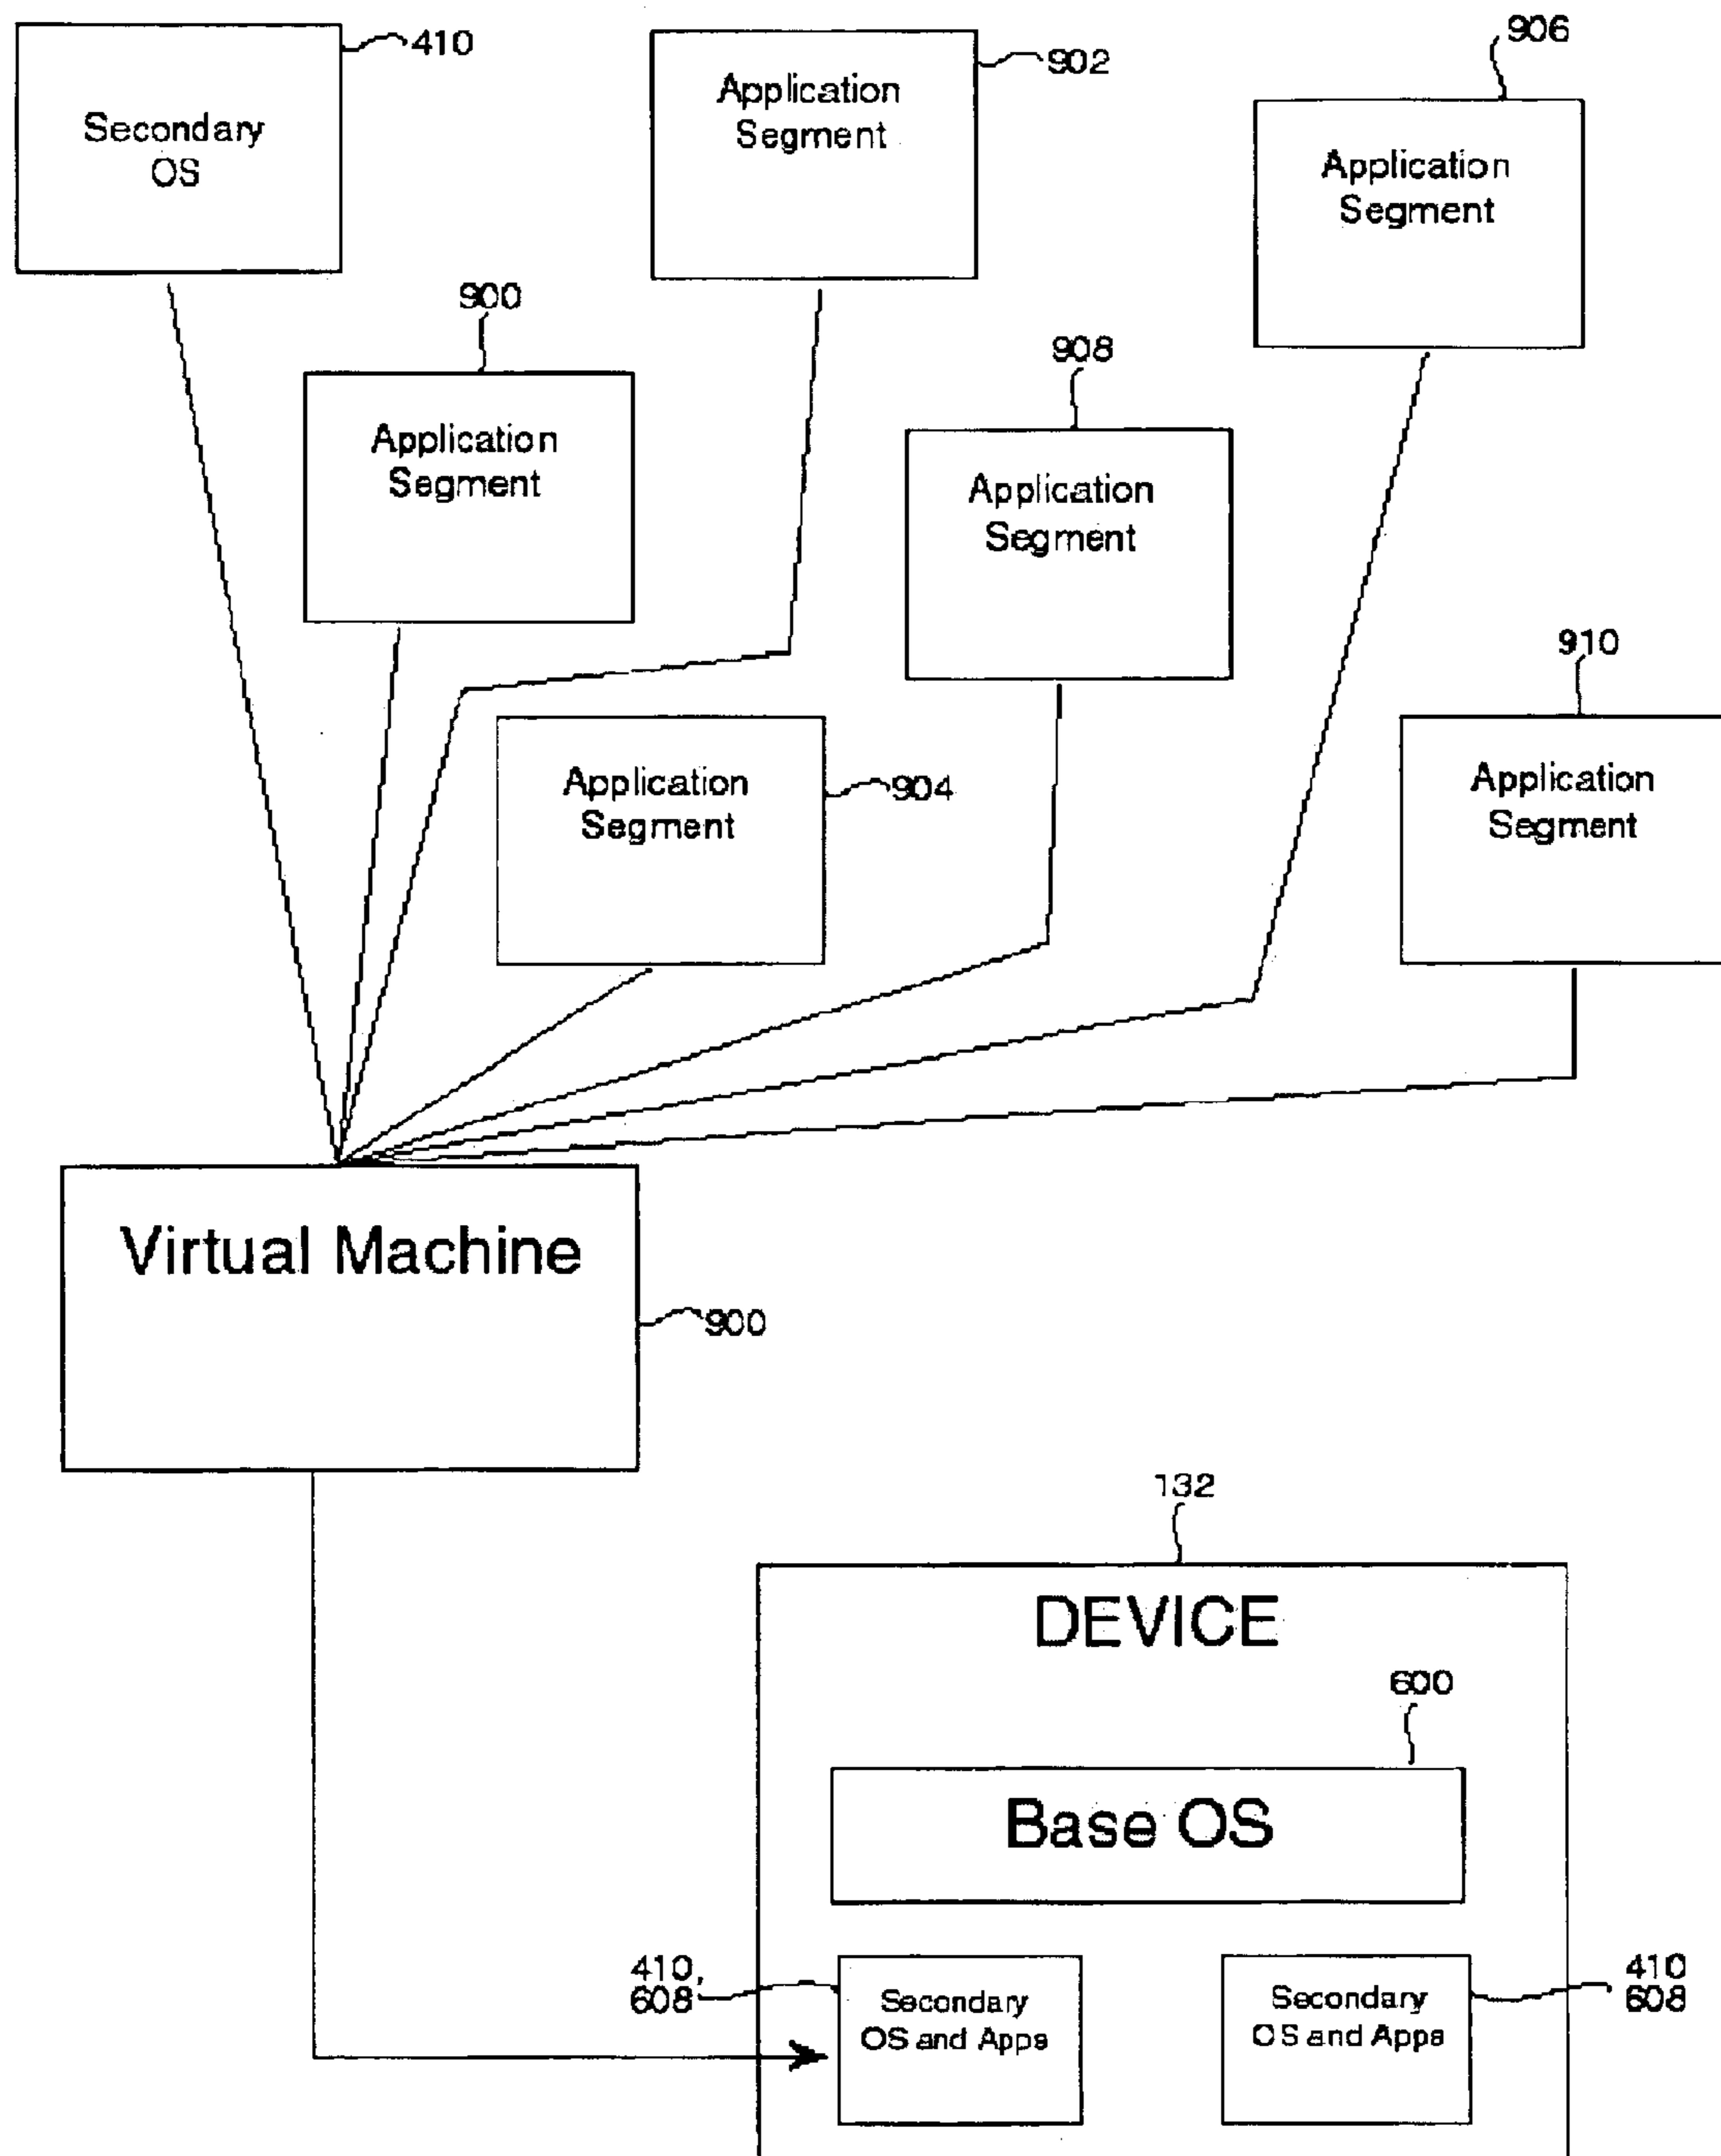 410
Secondary
OS
902
Application
Segment
906
Application
Segment
900
Application
Segment
908
Application
Segment
910
Application
Segment
904
Application
Segment
Virtual Machine
900
132
DEVICE
600
Base OS
410,
608
Secondary
OS and Apps
Secondary
OS and Apps
410
608